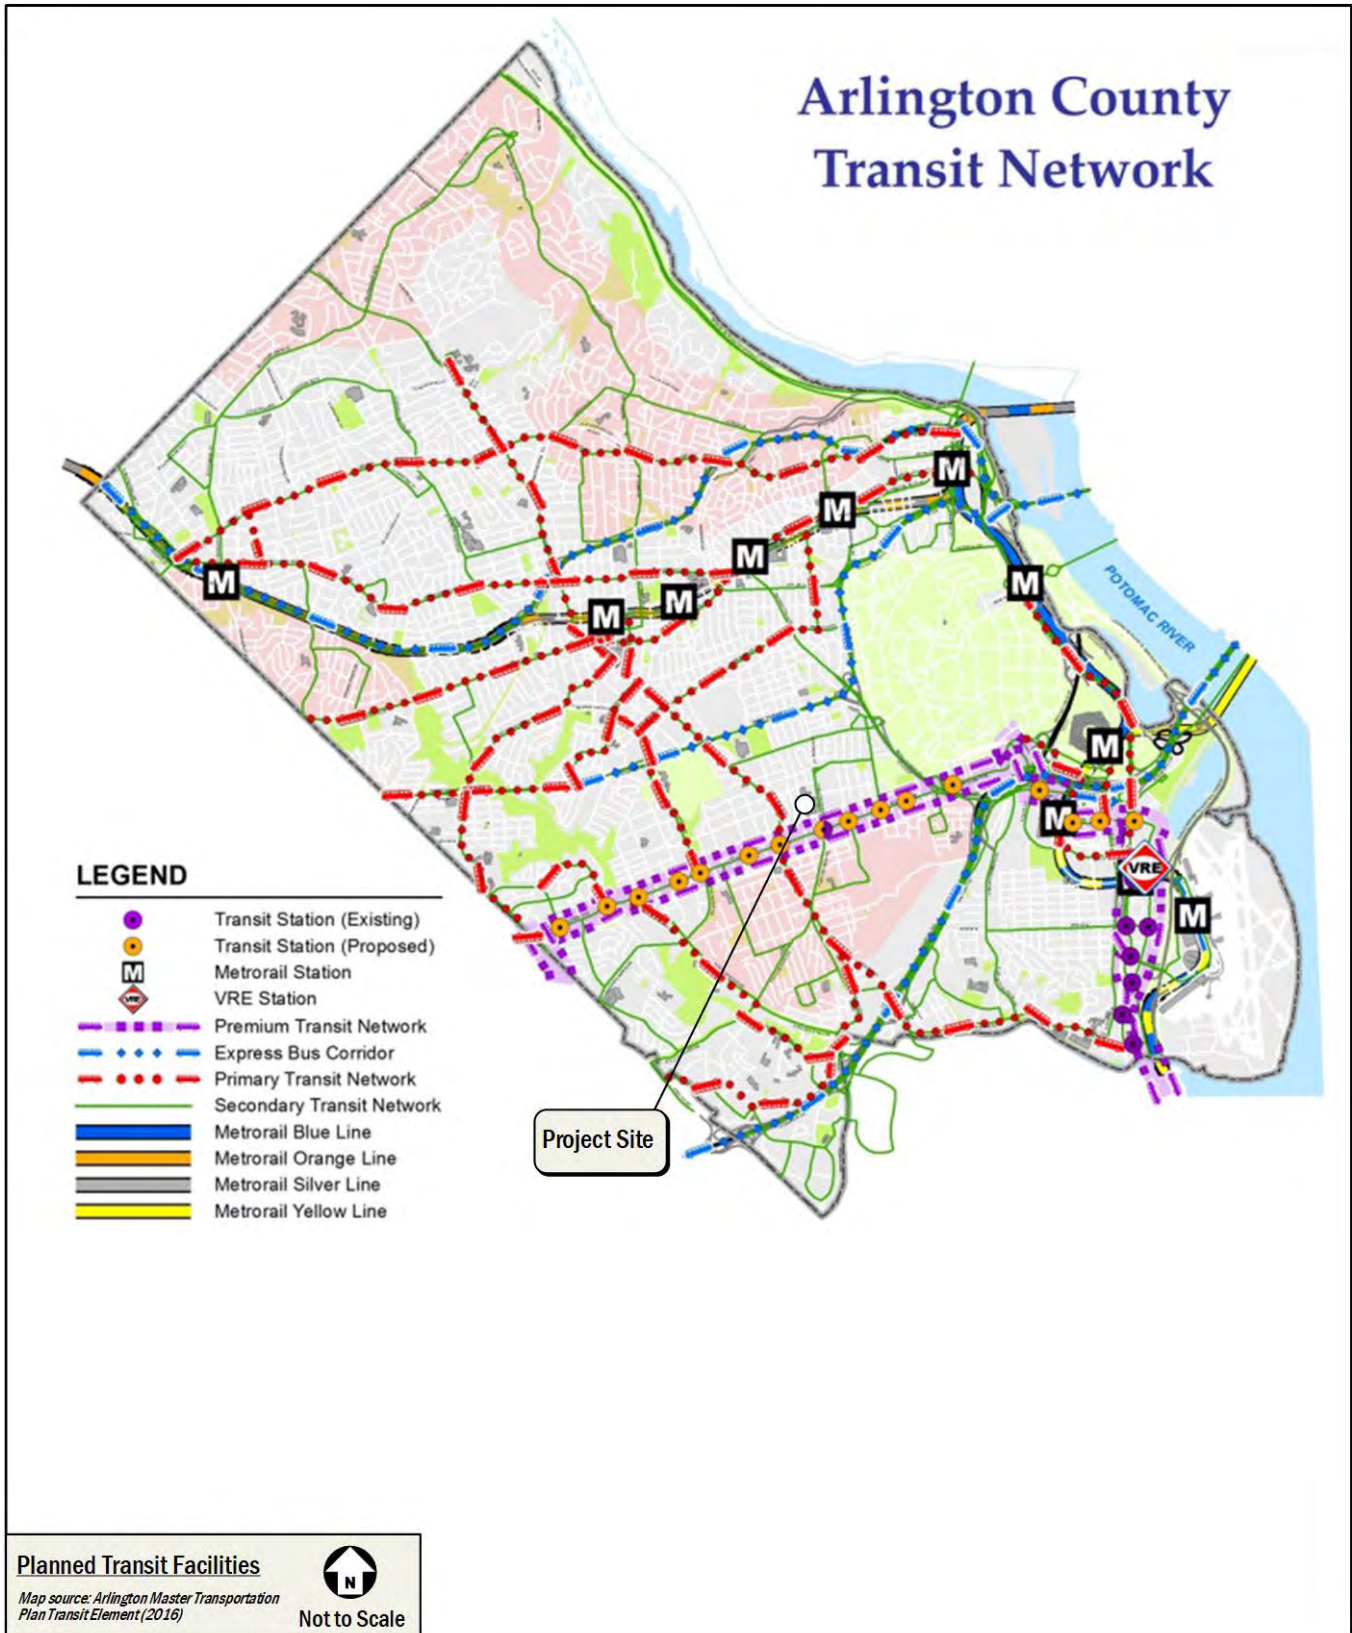 Arlington County
Transit Network
POTOMAC RIVER
M
M
M
M
M
M
M
M
M
VRE
M
LEGEND
Transit Station (Existing)
Transit Station (Proposed)
M
Metrorail Station
VRE
VRE Station
Premium Transit Network
Express Bus Corridor
Primary Transit Network
Secondary Transit Network
Metrorail Blue Line
Metrorail Orange Line
Metrorail Silver Line
Metrorail Yellow Line
Project Site
Planned Transit Facilities
Map source: Arlington Master Transportation
Plan Transit Element (2016)
N
Not to Scale